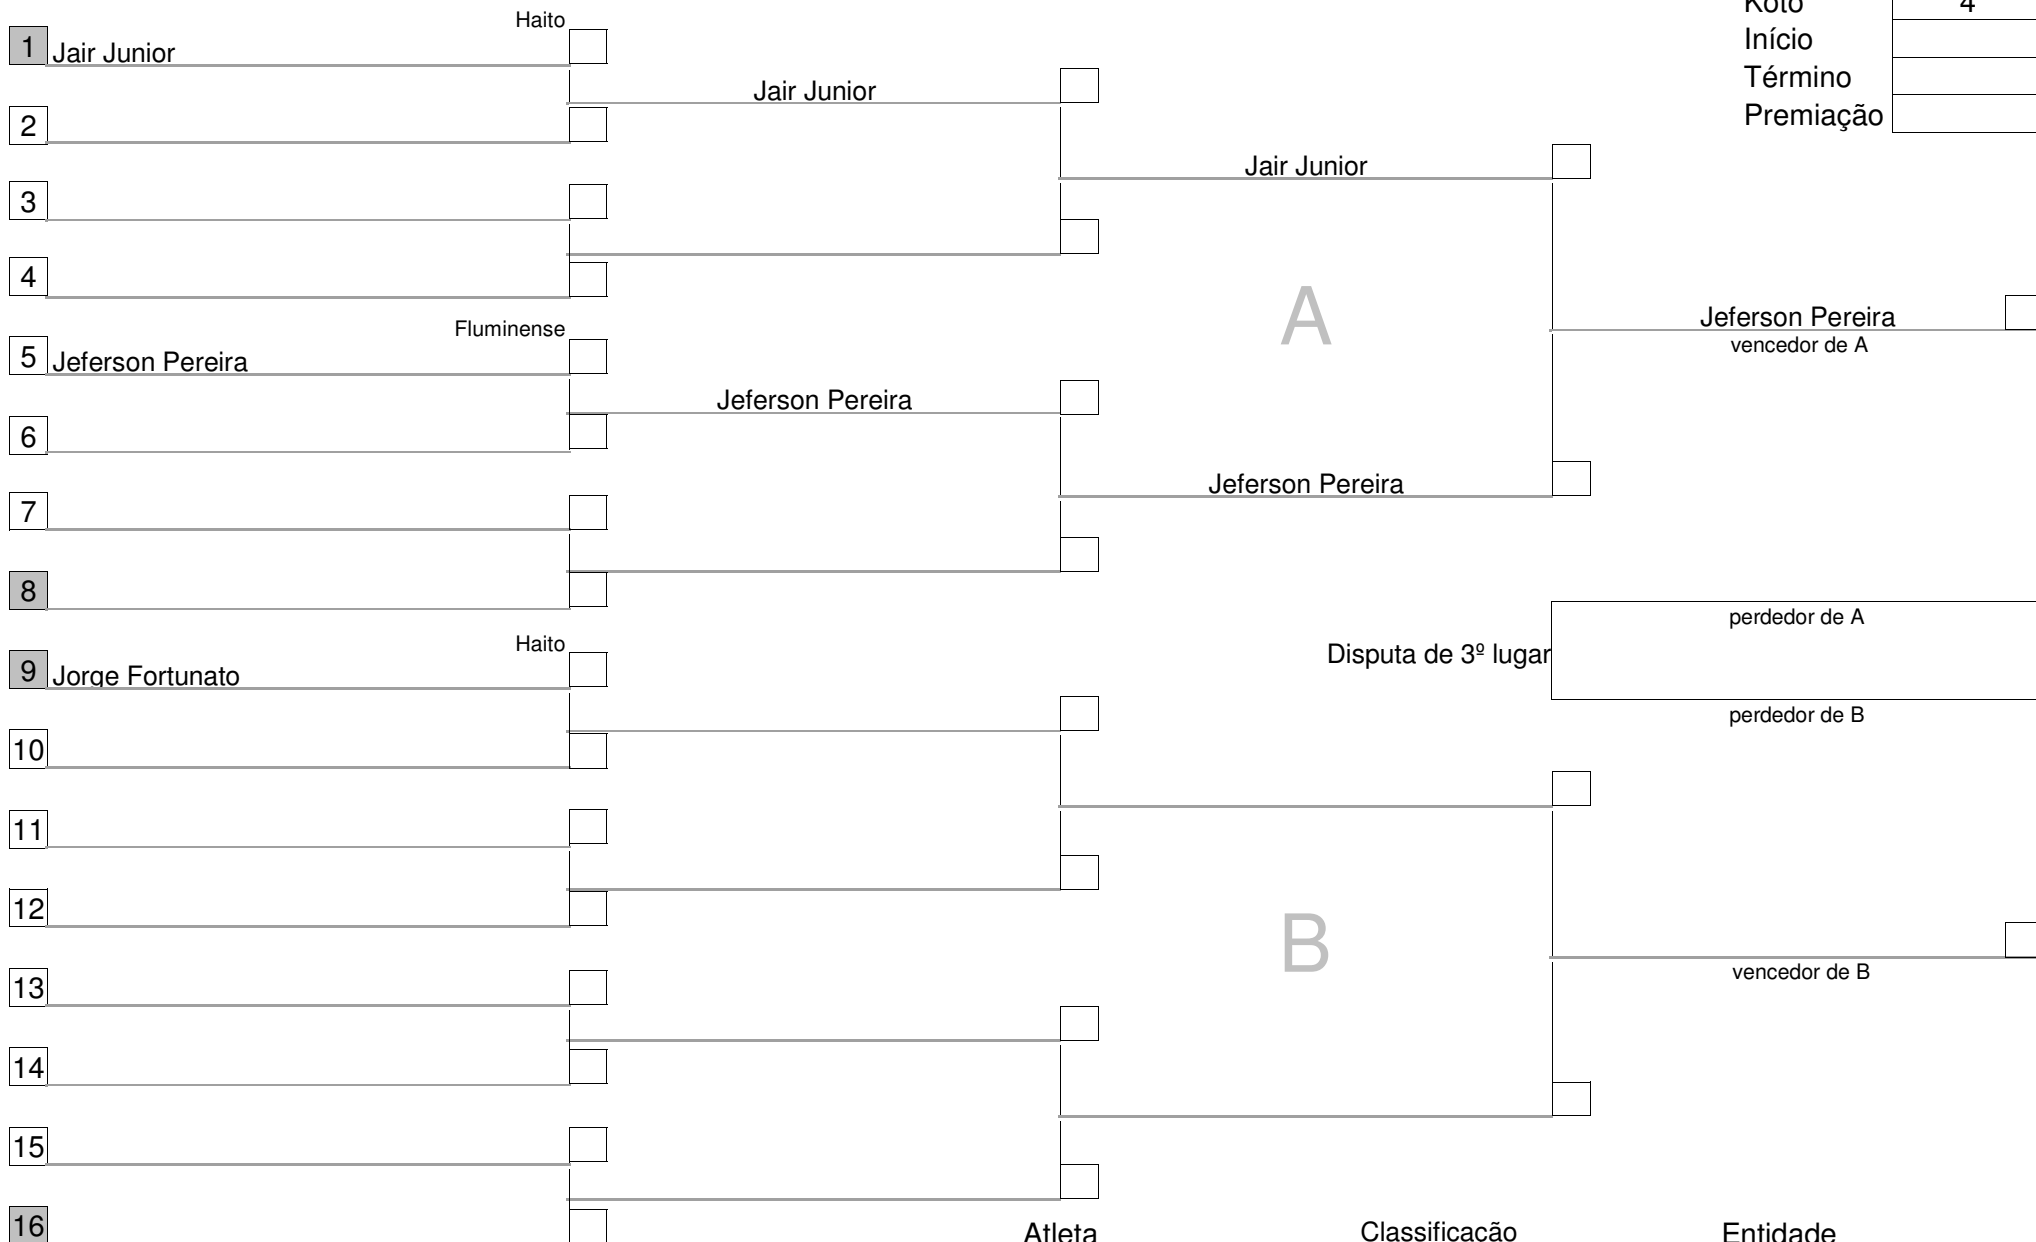 Koto 4
Haito
1 Jair Junior
Início
Término
Jair Junior
Premiação
2
Jair Junior
3
4
A
Fluminense
5 Jeferson Pereira
Jeferson Pereira
vencedor de A
Jeferson Pereira
6
Jeferson Pereira
7
8
perdedor de A
Disputa de 3º lugar
perdedor de B
Haito
9 Jorge Fortunato
10
11
12
B
13
vencedor de B
14
15
16
Atleta Classificação Entidade